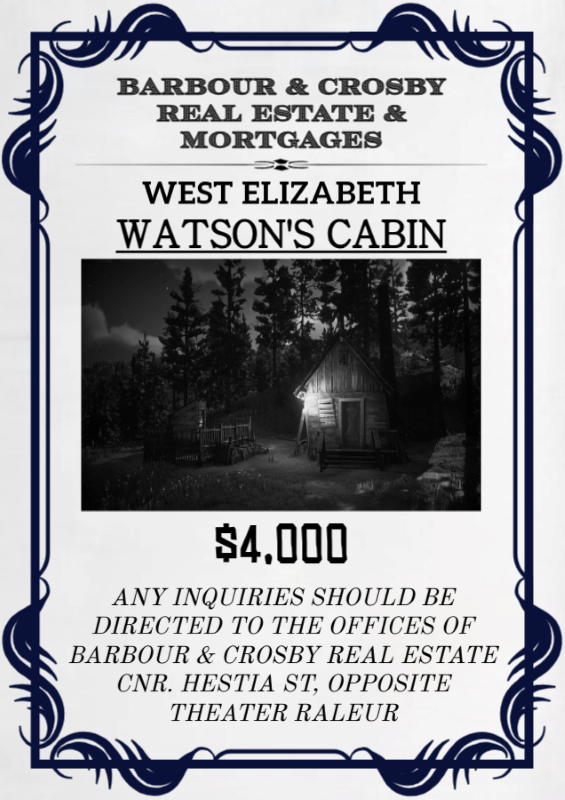 BARBOUR & CROSBY
REAL ESTATE &
MORTGAGES
WEST ELIZABETH
WATSON'S CABIN
$4,000
ANY INQUIRIES SHOULD BE
DIRECTED TO THE OFFICES OF
BARBOUR & CROSBY REAL ESTATE
CNR. HESTIA ST, OPPOSITE
THEATER RALEUR